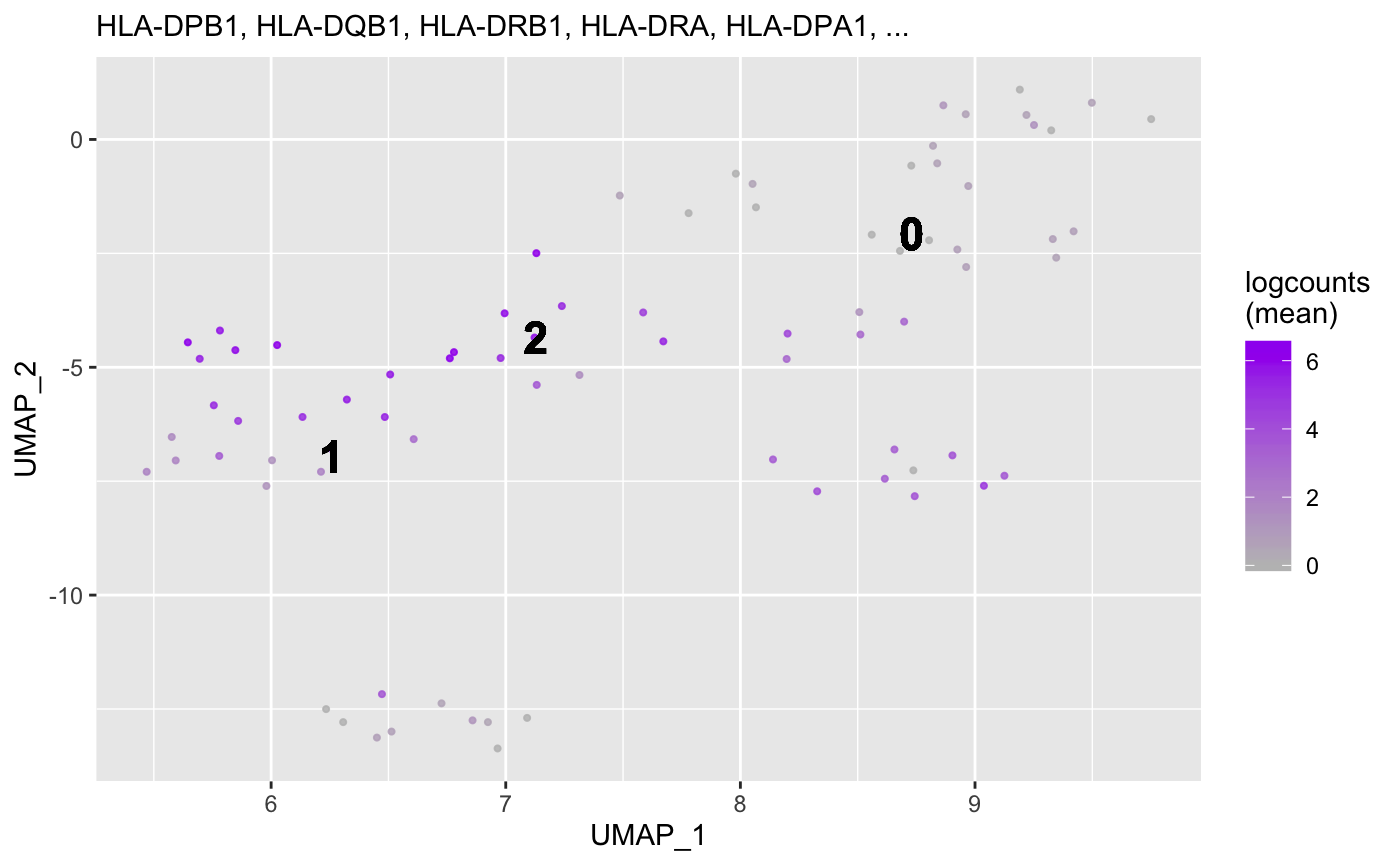 HLA-DPB1, HLA-DQB1, HLA-DRB1, HLA-DRA, HLA-DPA1, ...
0
-5
-10
UMAP_2
0
2
1
6
7
8
9
UMAP_1
logcounts
(mean)
6
4
2
0